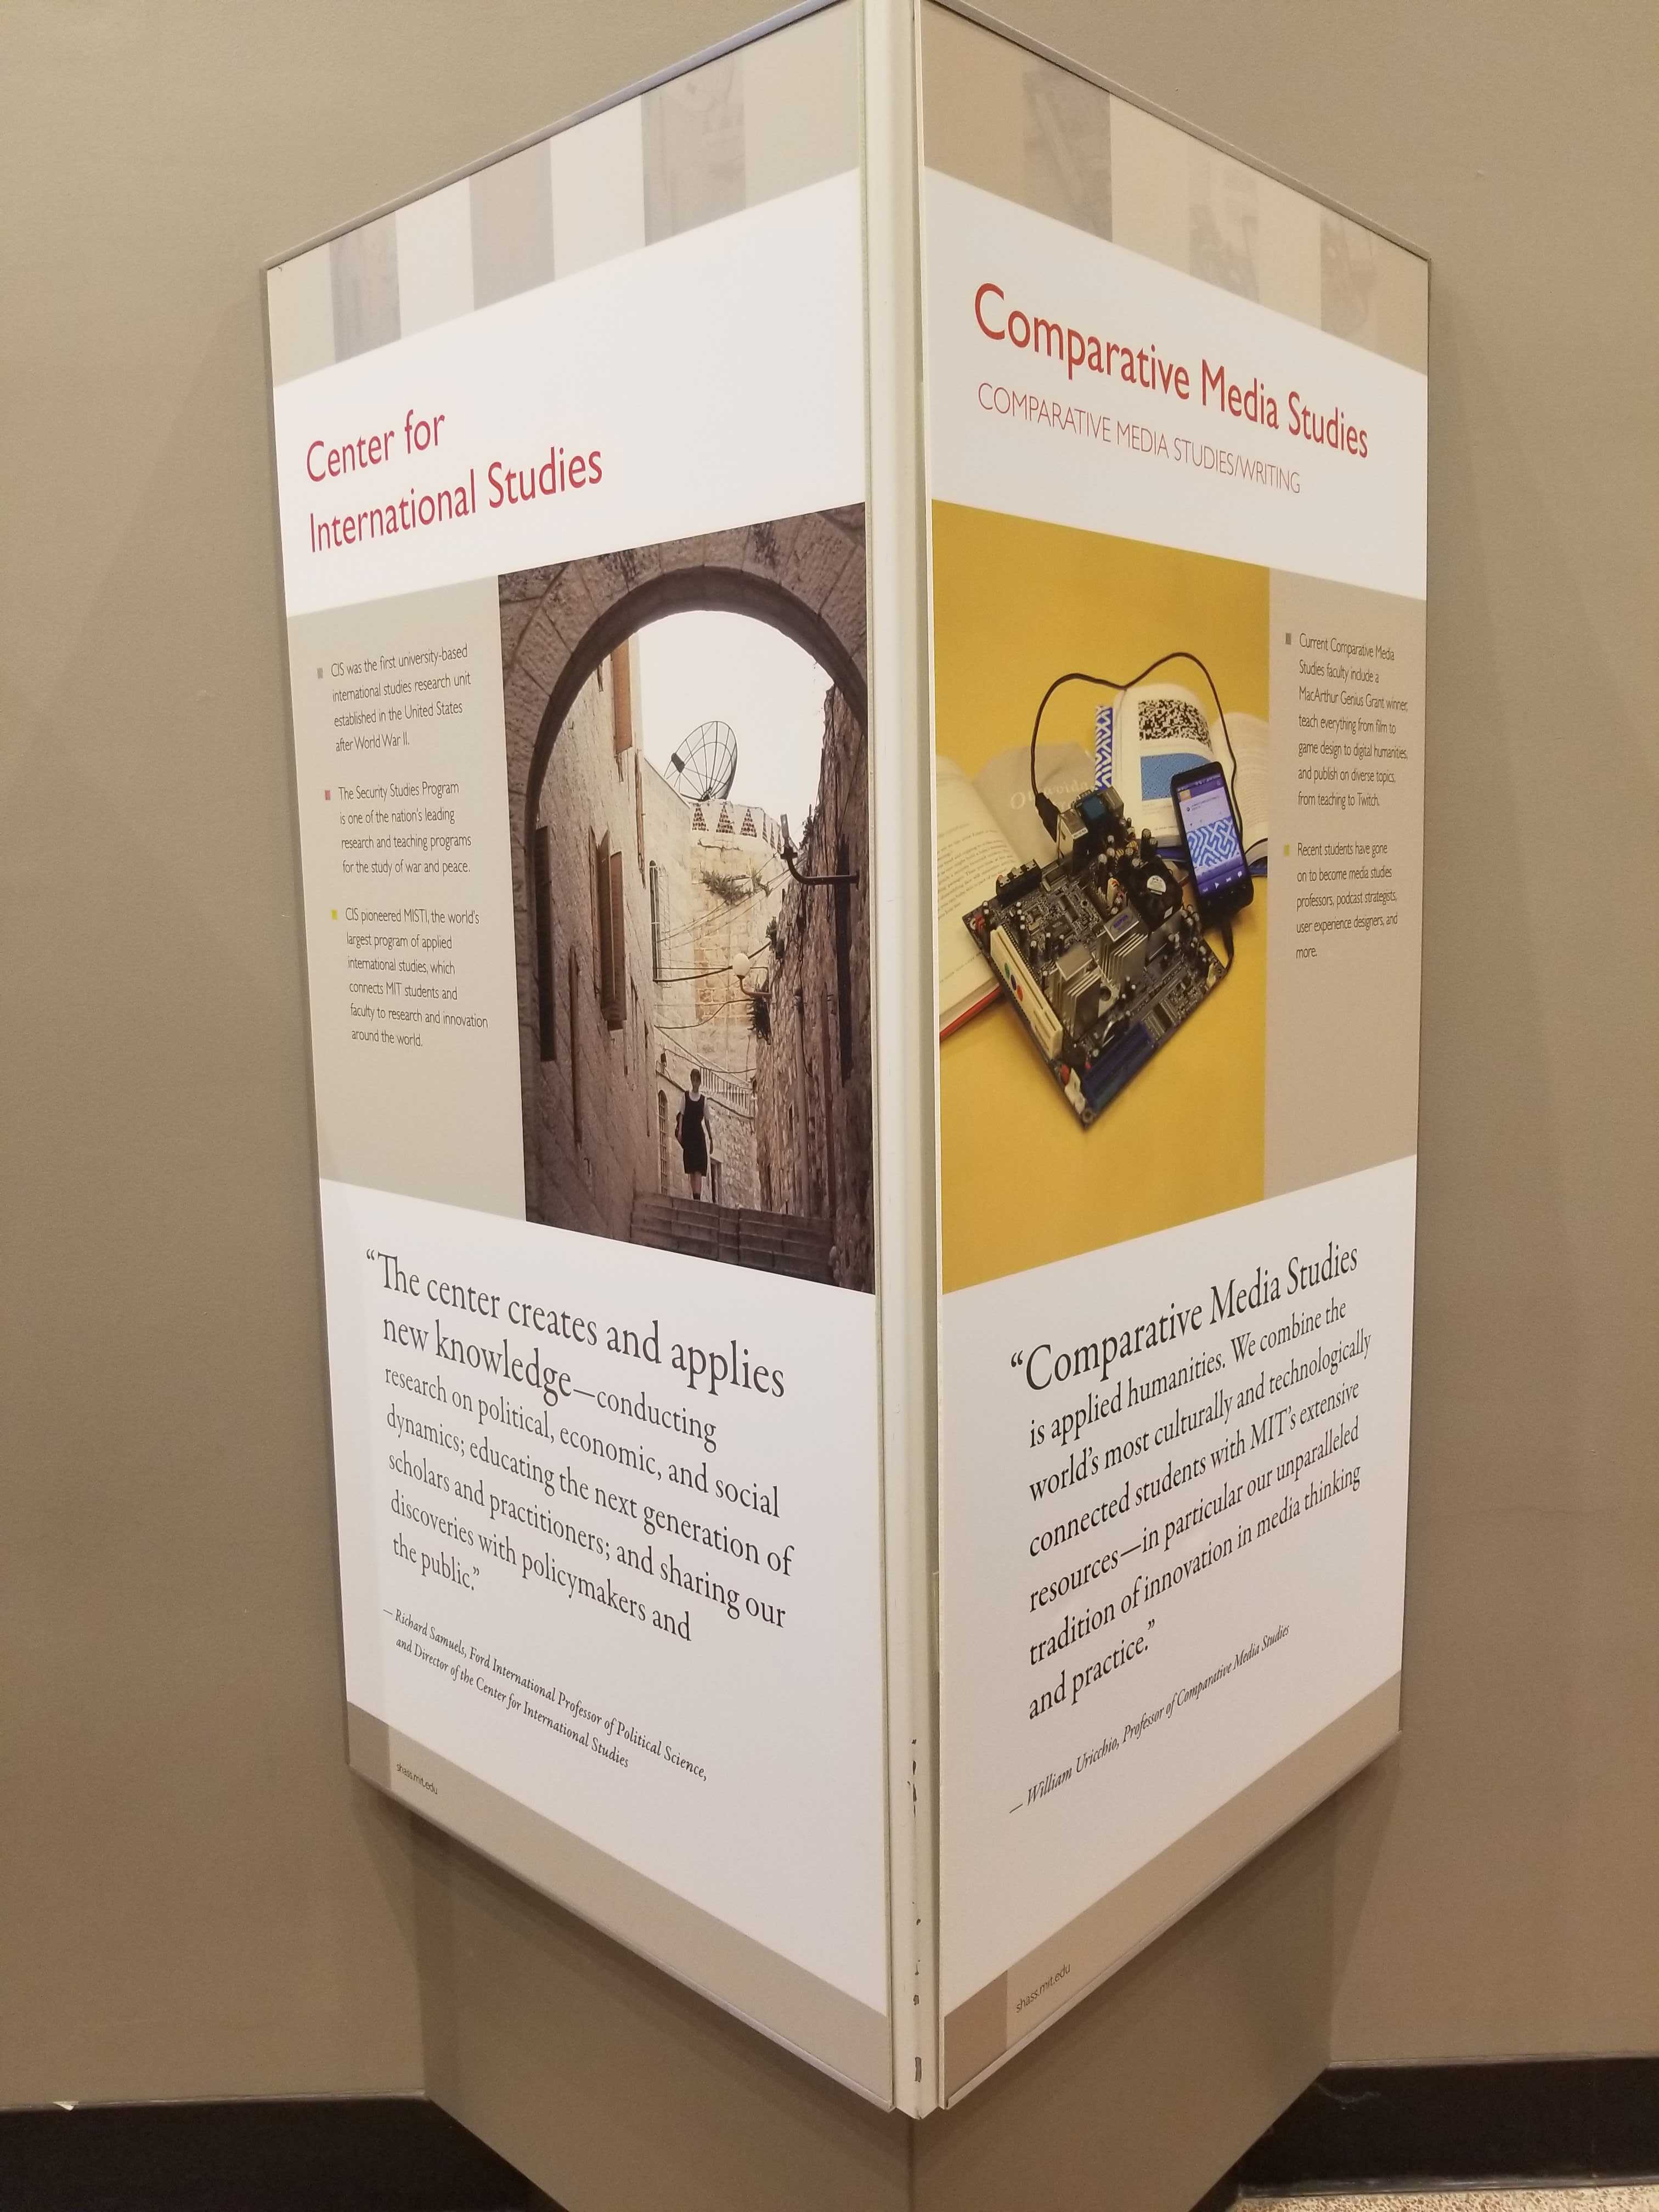 Center for
International Studies
CIS was the first university-based
international studies research unit
established in the United States
after World War II.
The Security Studies Program
is one of the nation's leading
research and teaching programs
for the study of war and peace.
CIS pioneered MISTI, the world's
largest program of applied
international studies, which
connects MIT students and
faculty to research and innovation
around the world.
“The center creates and applies
new knowledge—conducting
research on political, economic, and social
dynamics; educating the next generation of
scholars and practitioners; and sharing our
discoveries with policymakers and
the public.”
— Richard Samuels, Ford International Professor of Political Science,
and Director of the Center for International Studies
shass.mit.edu
Comparative Media Studies
COMPARATIVE MEDIA STUDIES/WRITING
Current Comparative Media
Studies faculty include a
MacArthur Genius Grant winner,
teach everything from film to
game design to digital humanities,
and publish on diverse topics,
from teaching to Twitch.
Recent students have gone
on to become media studies
professors, podcast strategists,
user experience designers, and
more.
“Comparative Media Studies
is applied humanities. We combine the
world's most culturally and technologically
connected students with MIT's extensive
resources—in particular our unparalleled
tradition of innovation in media thinking
and practice.”
— William Uricchio, Professor of Comparative Media Studies
shass.mit.edu